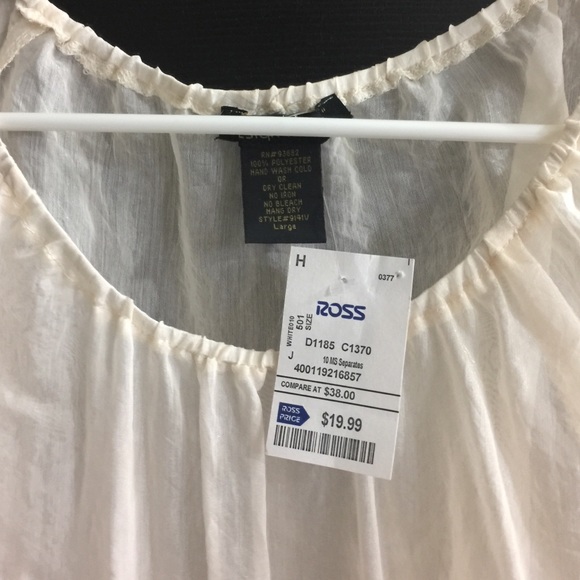 RN#93682
100% POLYESTER
HAND WASH COLD
OR
DRY CLEAN
NO IRON
NO BLEACH
HANG DRY
Large
H
0377
ROSS
WHITE010
501
SIZE
J
D1185 C1370
10 MS Separates
400119216857
COMPARE AT $38.00
ROSS PRICE $19.99